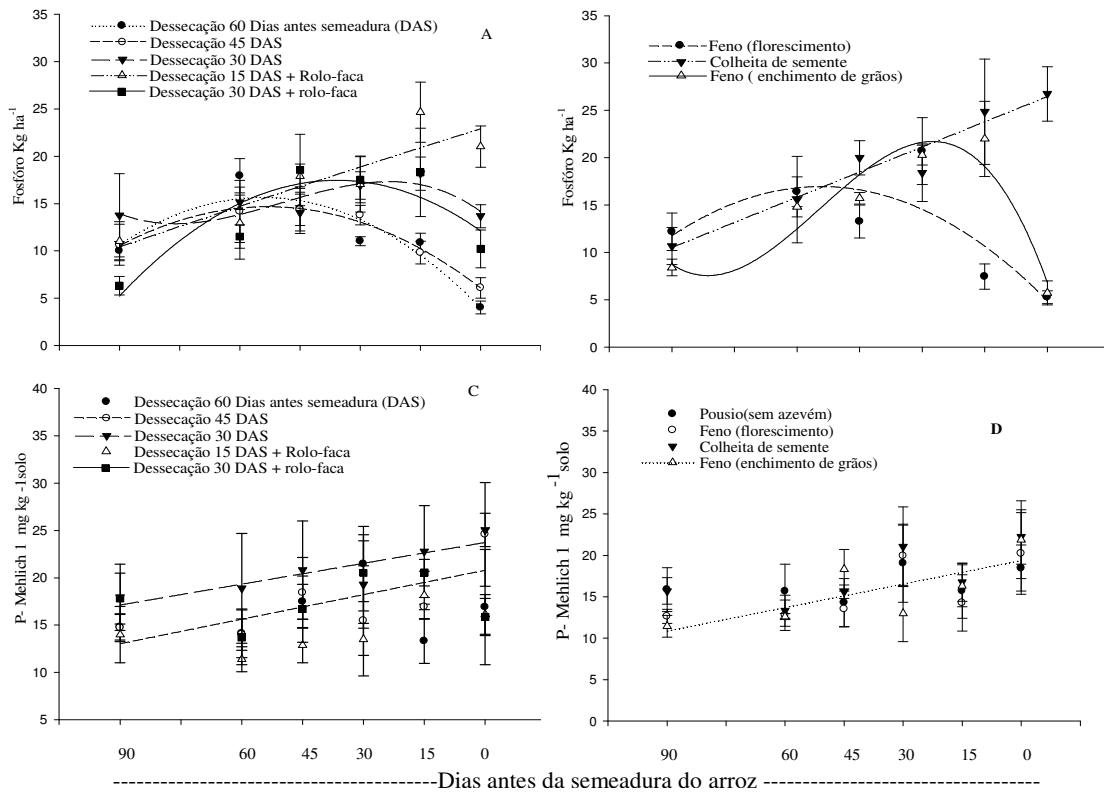 35
30
25
20
15
10
5
0
Fosfóro Kg ha-1
A
Dessecação 60 Dias antes semeadura (DAS)
Dessecação 45 DAS
Dessecação 30 DAS
Dessecação 15 DAS + Rolo-faca
Dessecação 30 DAS + rolo-faca
35
30
25
20
15
10
5
0
Fosfóro Kg ha-1
Feno (florescimento)
Colheita de semente
Feno ( enchimento de grãos)
40
35
30
25
20
15
10
5
P- Mehlich 1 mg kg -1solo
C
Dessecação 60 Dias antes semeadura (DAS)
Dessecação 45 DAS
Dessecação 30 DAS
Dessecação 15 DAS + Rolo-faca
Dessecação 30 DAS + rolo-faca
90 60 45 30 15 0
40
35
30
25
20
15
10
5
0
P- Mehlich 1 mg kg -1 solo
D
Pousio(sem azevém)
Feno (florescimento)
Colheita de semente
Feno (enchimento de grãos)
90 60 45 30 15 0
Dias antes da semeadura do arroz